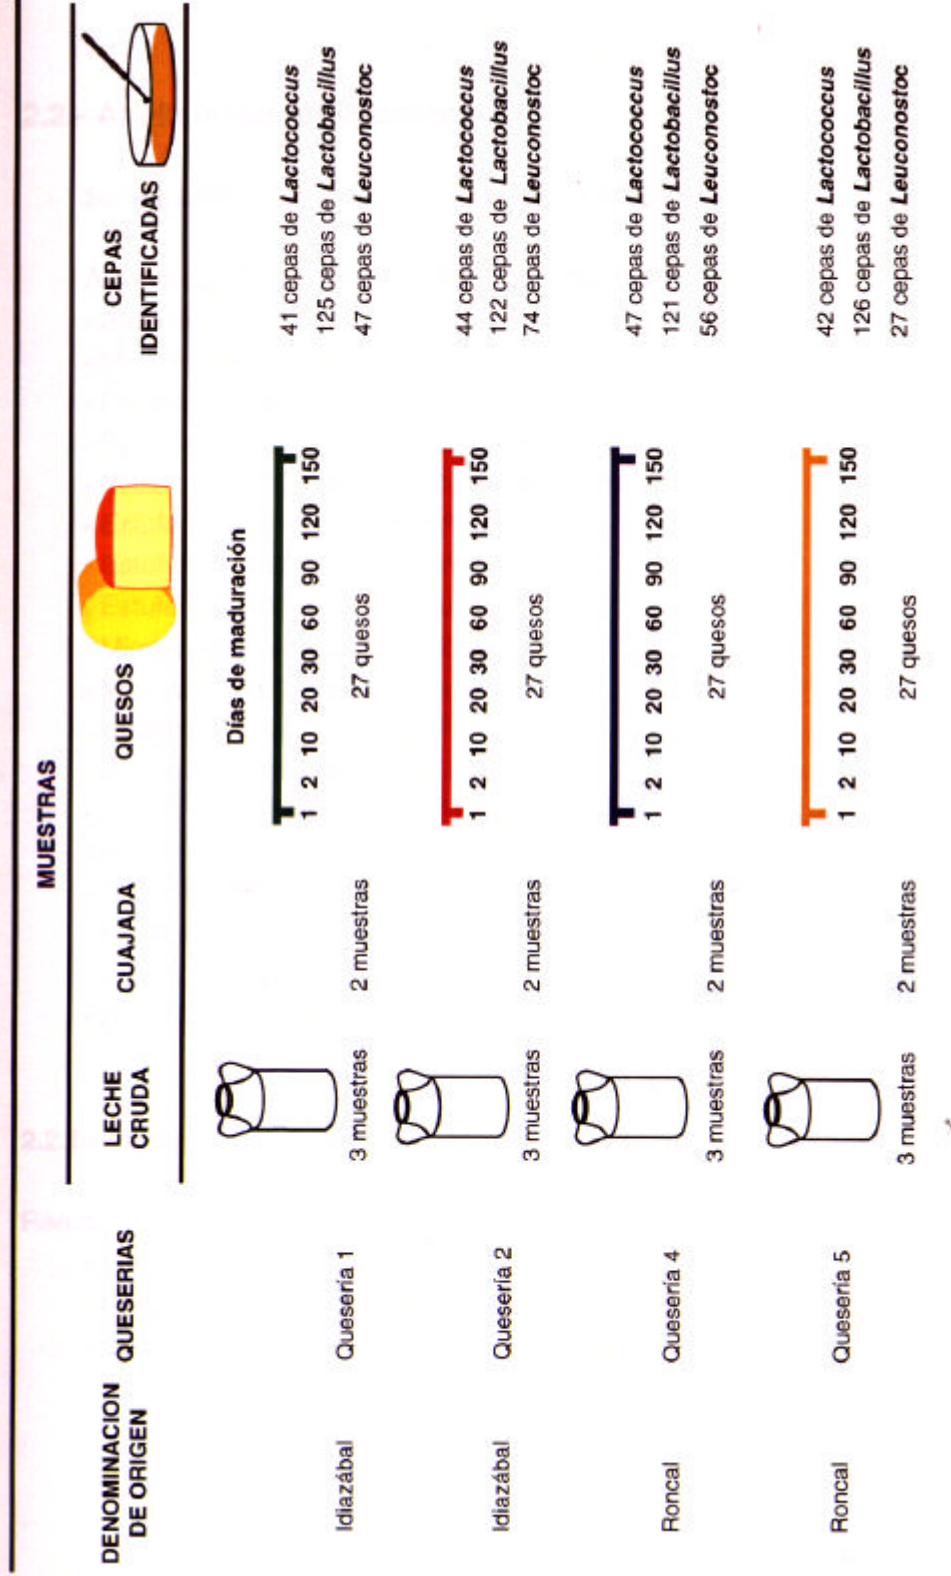 MUESTRAS
DENOMINACION
DE ORIGEN
QUESERIAS
LECHE
CRUDA
CUAJADA
QUESOS
CEPAS
IDENTIFICADAS
Días de maduración
Idiazábal
Quesería 1
3 muestras
2 muestras
1 2 10 20 30 60 90 120 150
27 quesos
41 cepas de Lactococcus
125 cepas de Lactobacillus
47 cepas de Leuconostoc
Idiazábal
Quesería 2
3 muestras
2 muestras
1 2 10 20 30 60 90 120 150
27 quesos
44 cepas de Lactococcus
122 cepas de Lactobacillus
74 cepas de Leuconostoc
Roncal
Quesería 4
3 muestras
2 muestras
1 2 10 20 30 60 90 120 150
27 quesos
47 cepas de Lactococcus
121 cepas de Lactobacillus
56 cepas de Leuconostoc
Roncal
Quesería 5
3 muestras
2 muestras
1 2 10 20 30 60 90 120 150
27 quesos
42 cepas de Lactococcus
126 cepas de Lactobacillus
27 cepas de Leuconostoc